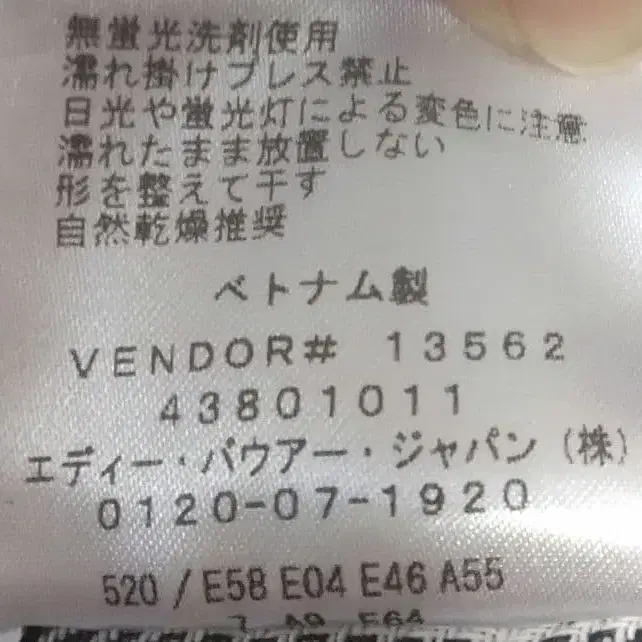 無蛍光洗剤使用
濡れ掛けプレス禁止
日光や蛍光灯による変色に注意
濡れたまま放置しない
形を整えて干す
自然乾燥推奨
ベトナム製
VENDOR# 13562
43801011
エディー・バウアー・ジャパン(株)
0120-07-1920
520 / E58 E04 E46 A55